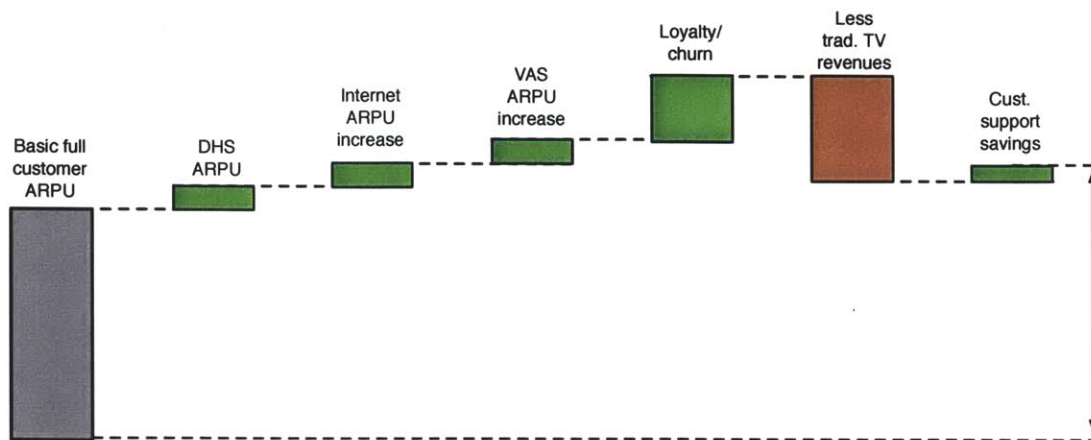 Basic full
customer
ARPU
DHS
ARPU
Internet
ARPU
increase
VAS
ARPU
increase
Loyalty/
churn
Less
trad. TV
revenues
Cust.
support
savings